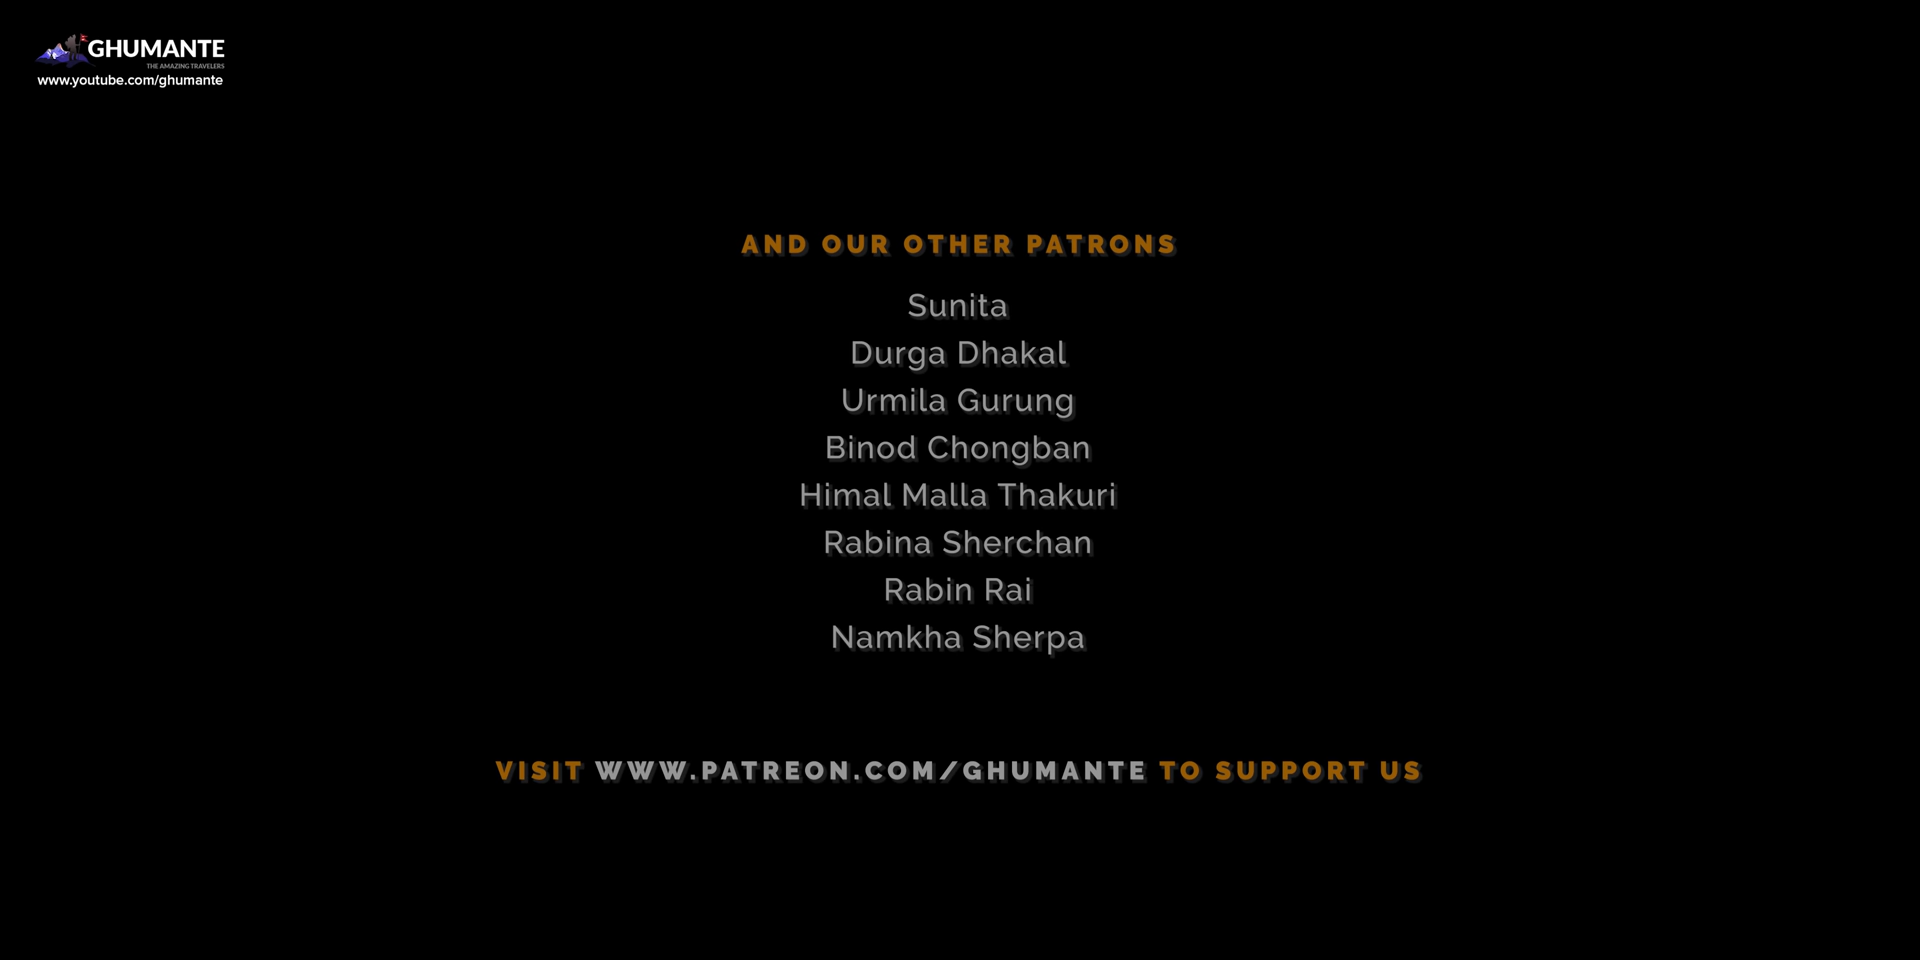 GHUMANTE
THE AMAZING TRAVELERS
www.youtube.com/ghumante
AND OUR OTHER PATRONS
Sunita
Durga Dhakal
Urmila Gurung
Binod Chongban
Himal Malla Thakuri
Rabina Sherchan
Rabin Rai
Namkha Sherpa
VISIT WWW.PATREON.COM/GHUMANTE TO SUPPORT US